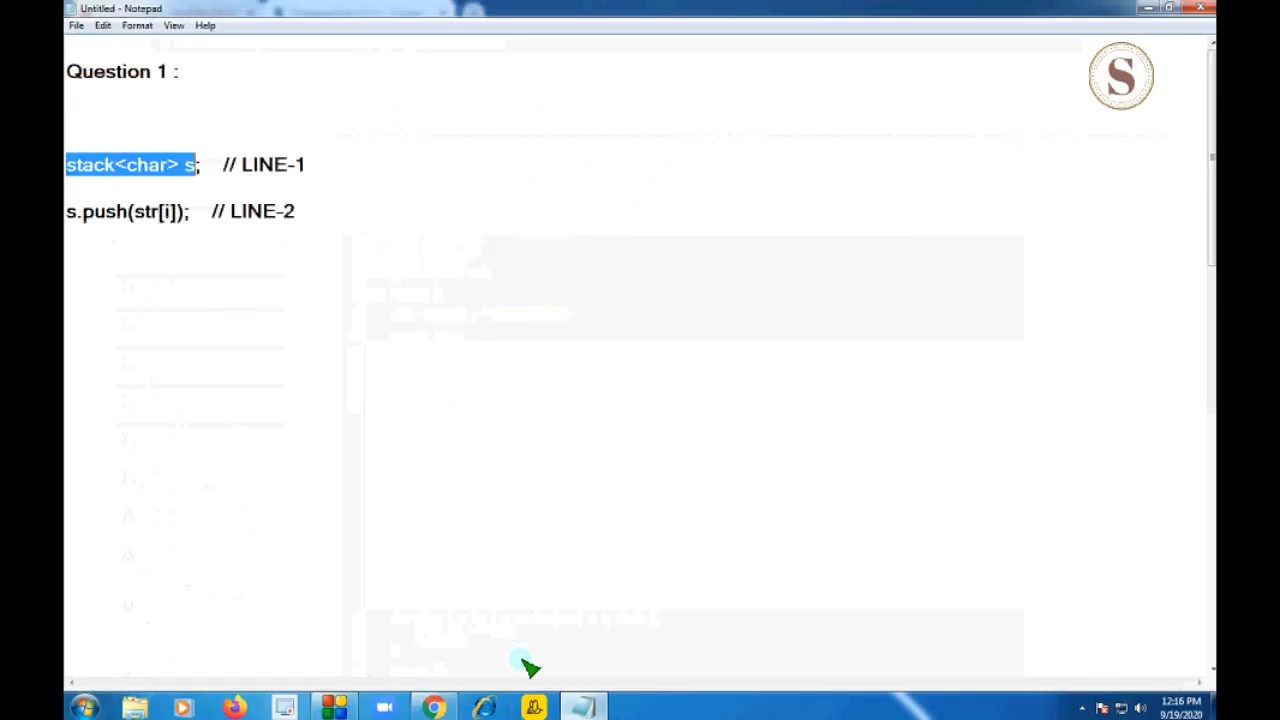 Untitled - Notepad
File Edit Format View Help
Question 1 :
S
stack<char> s; // LINE-1
s.push(str[i]); // LINE-2
12:16 PM
9/19/2020